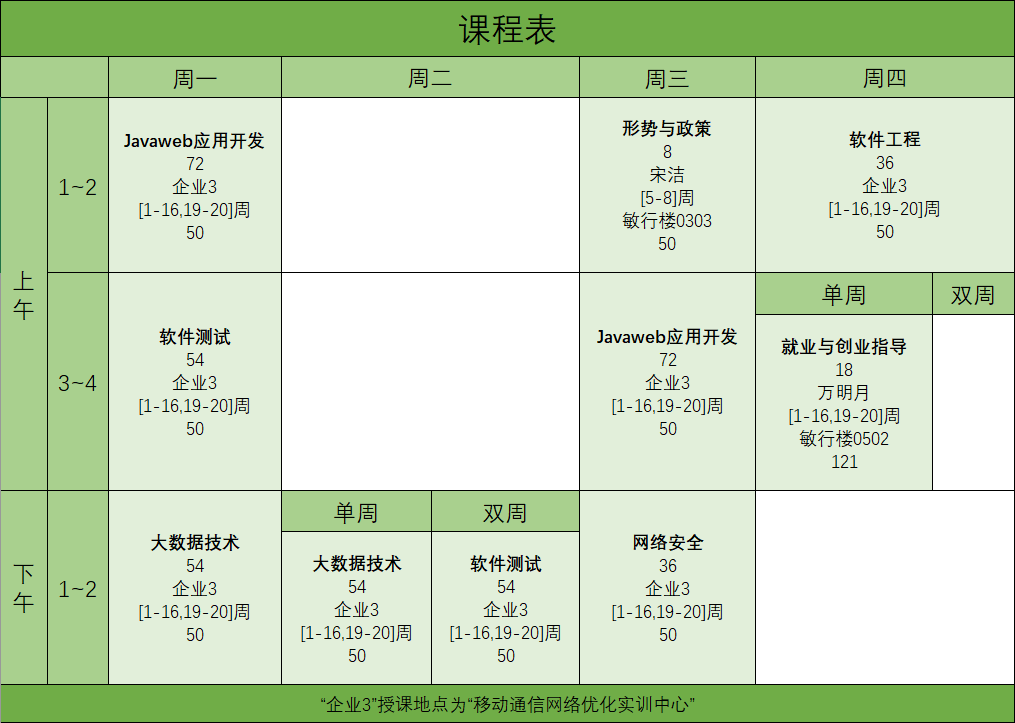 课程表
周一
周二
周三
周四
上午
1~2
Javaweb应用开发
72
企业3
[1-16,19-20]周
50
形势与政策
8
宋洁
[5-8]周
敏行楼0303
50
软件工程
36
企业3
[1-16,19-20]周
50
3~4
软件测试
54
企业3
[1-16,19-20]周
50
Javaweb应用开发
72
企业3
[1-16,19-20]周
50
单周
双周
就业与创业指导
18
万明月
[1-16,19-20]周
敏行楼0502
121
下午
1~2
大数据技术
54
企业3
[1-16,19-20]周
50
单周
双周
大数据技术
54
企业3
[1-16,19-20]周
50
软件测试
54
企业3
[1-16,19-20]周
50
网络安全
36
企业3
[1-16,19-20]周
50
“企业3”授课地点为“移动通信网络优化实训中心”